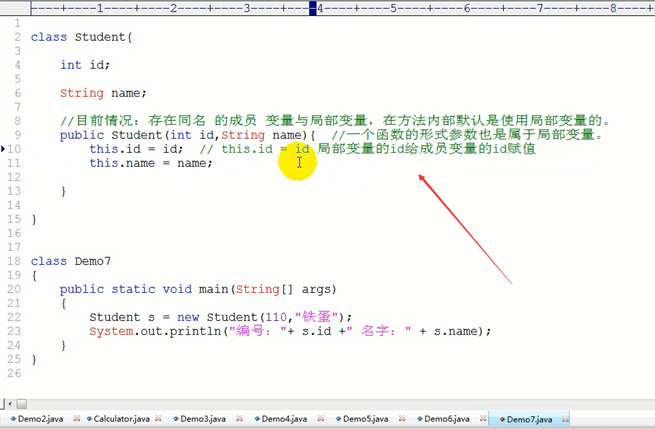 ----+----1----+----2----+----3----+----4----+----5----+----6----+----7----+----8----+
1
2 class Student{
3
4 int id;
5
6 String name;
7
8 //目前情况：存在同名 的成员 变量与局部变量，在方法内部默认是使用局部变量的。
9 public Student(int id,String name){ //一个函数的形式参数也是属于局部变量。
10 this.id = id; // this.id = id 局部变量的id给成员变量的id赋值
11 this.name = name;
12
13 }
14
15 }
16
17
18 class Demo7
19 {
20 public static void main(String[] args)
21 {
22 Student s = new Student(110,"铁蛋");
23 System.out.println("编号："+ s.id +" 名字：" + s.name);
24 }
25 }
26
Demo2.java Calculator.java Demo3.java Demo4.java Demo5.java Demo6.java Demo7.java